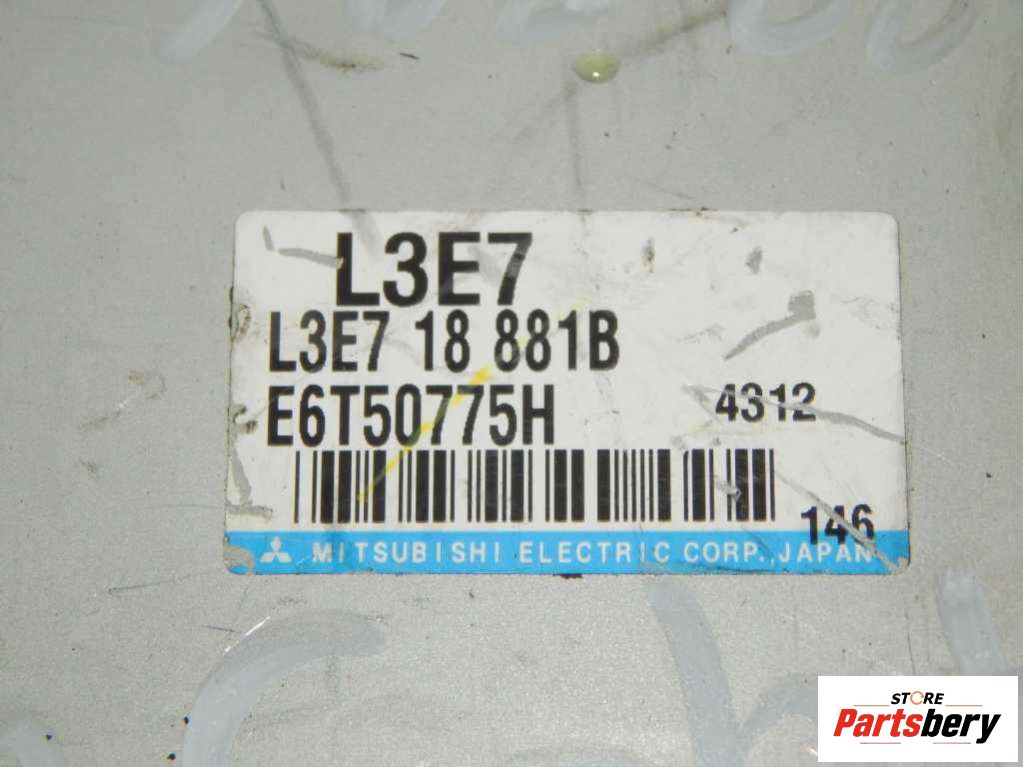 L3E7
L3E7 18 881B
E6T50775H 4312
146
MITSUBISHI ELECTRIC CORP., JAPAN
STORE
Partsbery